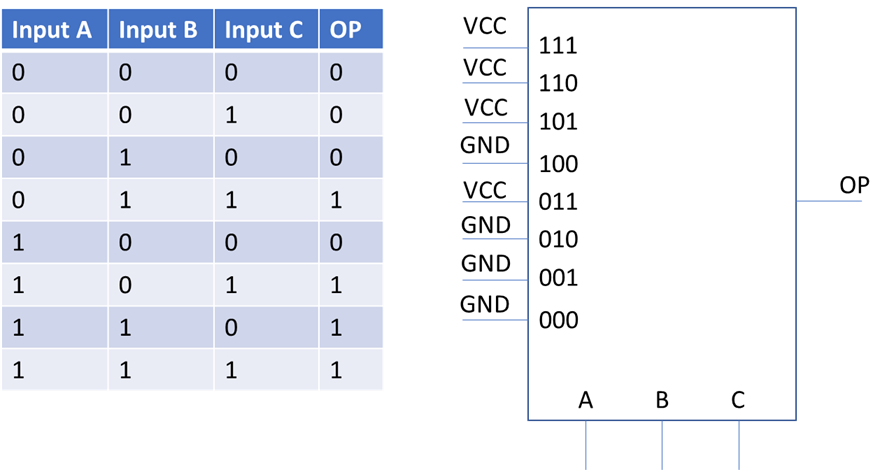 Input A Input B Input C OP
0 0 0 0
0 0 1 0
0 1 0 0
0 1 1 1
1 0 0 0
1 0 1 1
1 1 0 1
1 1 1 1
VCC 111
VCC 110
VCC 101
GND 100
VCC 011
GND 010
GND 001
GND 000
OP
A B C